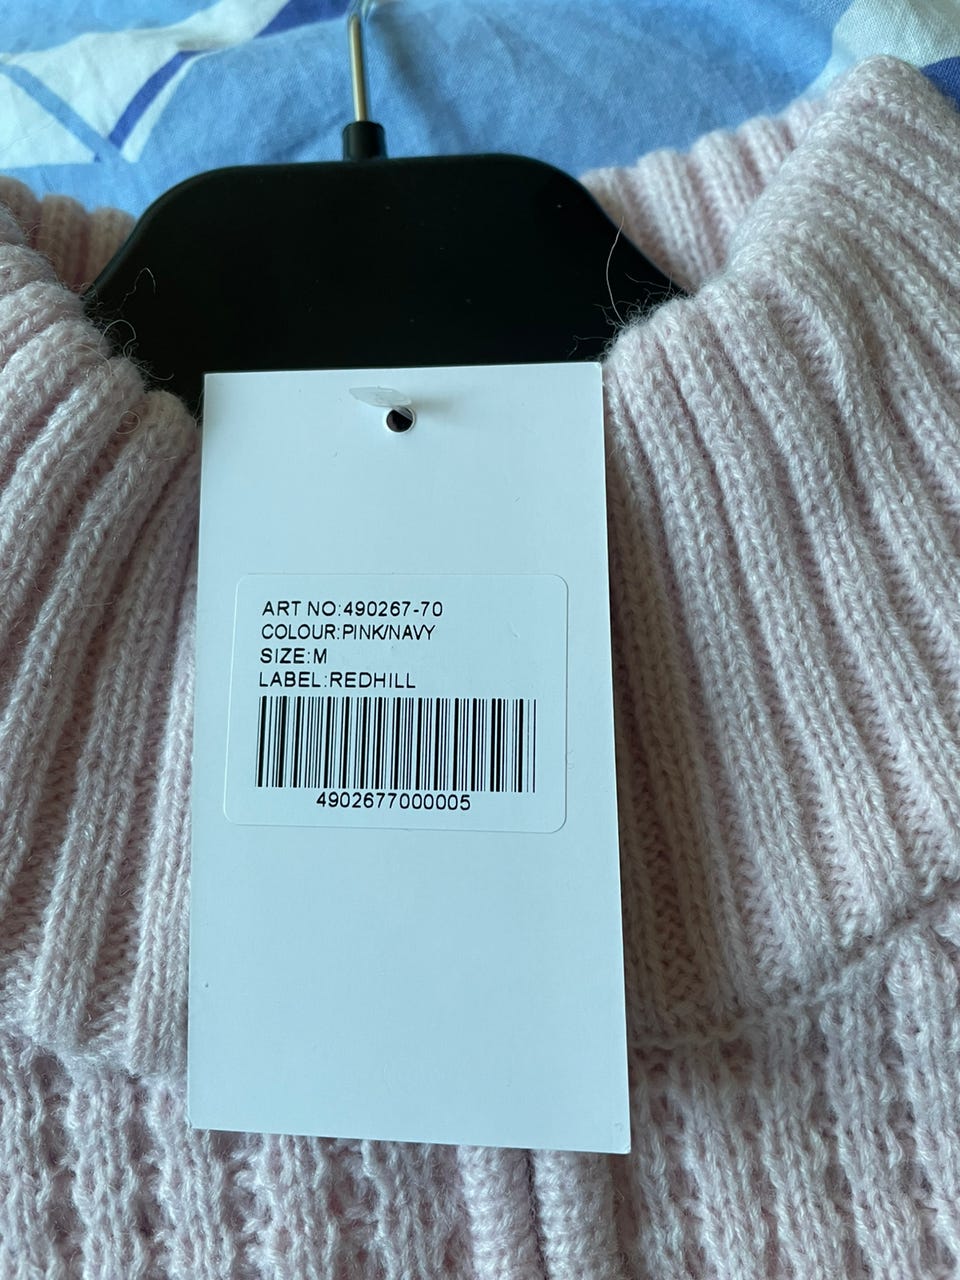 ART NO:490267-70
COLOUR:PINK/NAVY
SIZE:M
LABEL:REDHILL
4902677000005